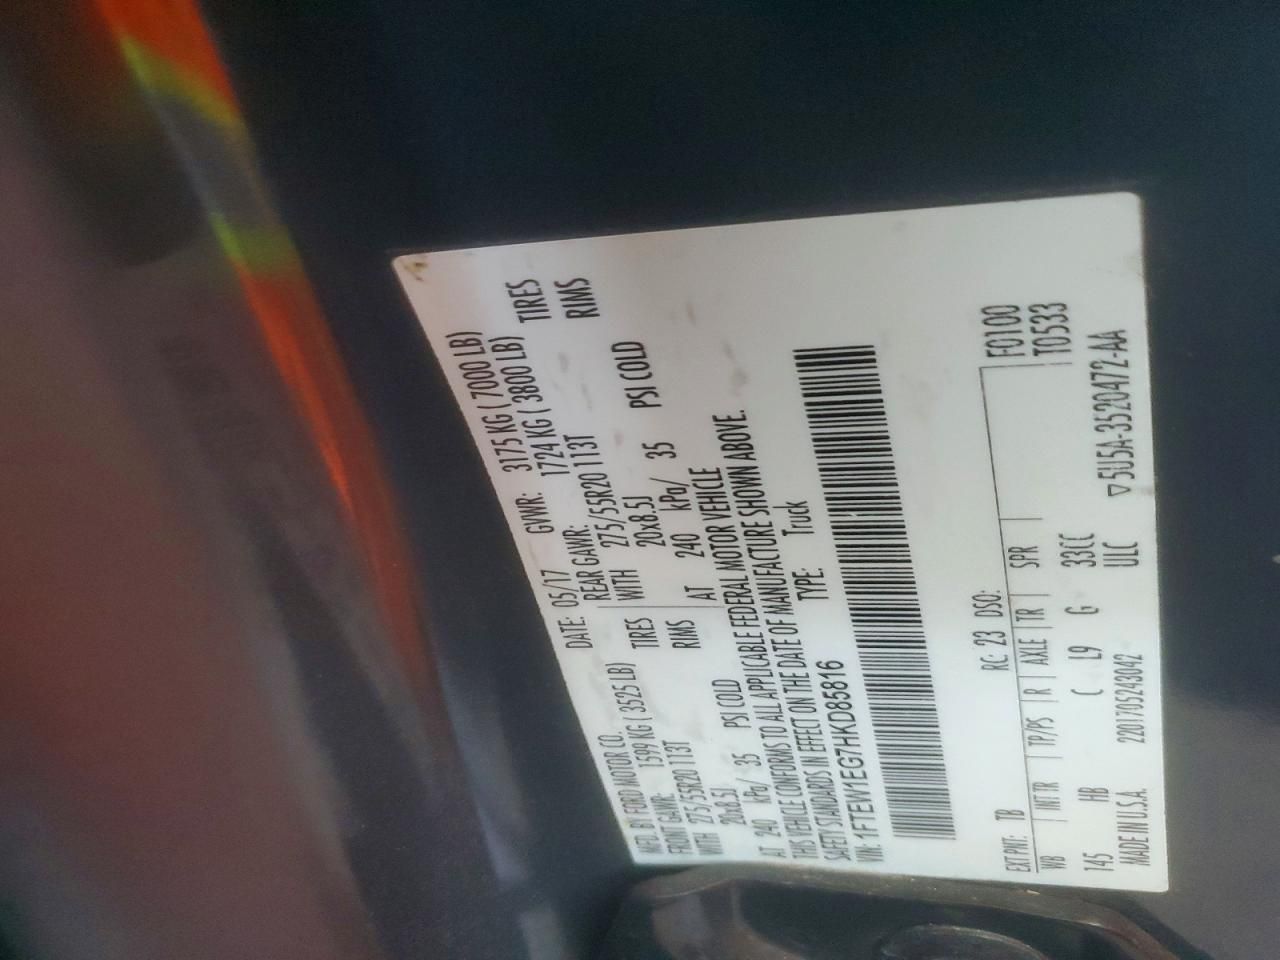 MFD. BY FORD MOTOR CO.
DATE: 05/17 GVWR: 3175 KG ( 7000 LB)
FRONT GAWR: 1599 KG ( 3525 LB) REAR GAWR: 1724 KG ( 3800 LB)
WITH 275/55R20 113T TIRES WITH 275/55R20 113T TIRES
20x8.5J RIMS 20x8.5J RIMS
AT 240 kPa/ 35 PSI COLD AT 240 kPa/ 35 PSI COLD
THIS VEHICLE CONFORMS TO ALL APPLICABLE FEDERAL MOTOR VEHICLE
SAFETY STANDARDS IN EFFECT ON THE DATE OF MANUFACTURE SHOWN ABOVE.
VIN: 1FTEW1EG7HKD85816 TYPE: Truck
EXT PNT: TB RC: 23 DSO: F0100
WB INT TR TP/PS R AXLE TR SPR T0533
145 HB C L9 G 33CC
MADE IN U.S.A. 2201705243042 ULC ▽5U5A-3520472-AA